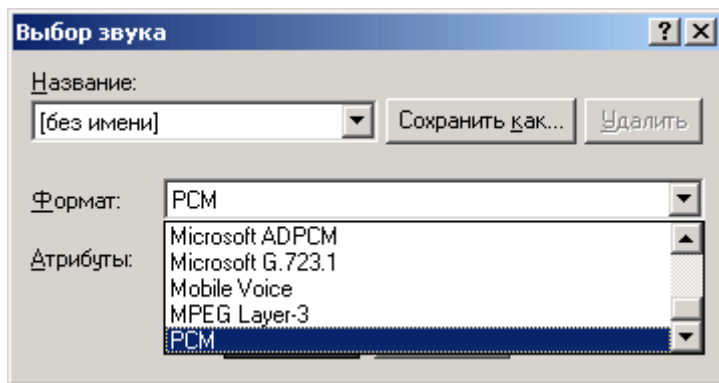 Выбор звука
Название:
[без имени] Сохранить как... Удалить
Формат: PCM
Microsoft ADPCM
Атрибуты: Microsoft G.723.1
Mobile Voice
MPEG Layer-3
PCM